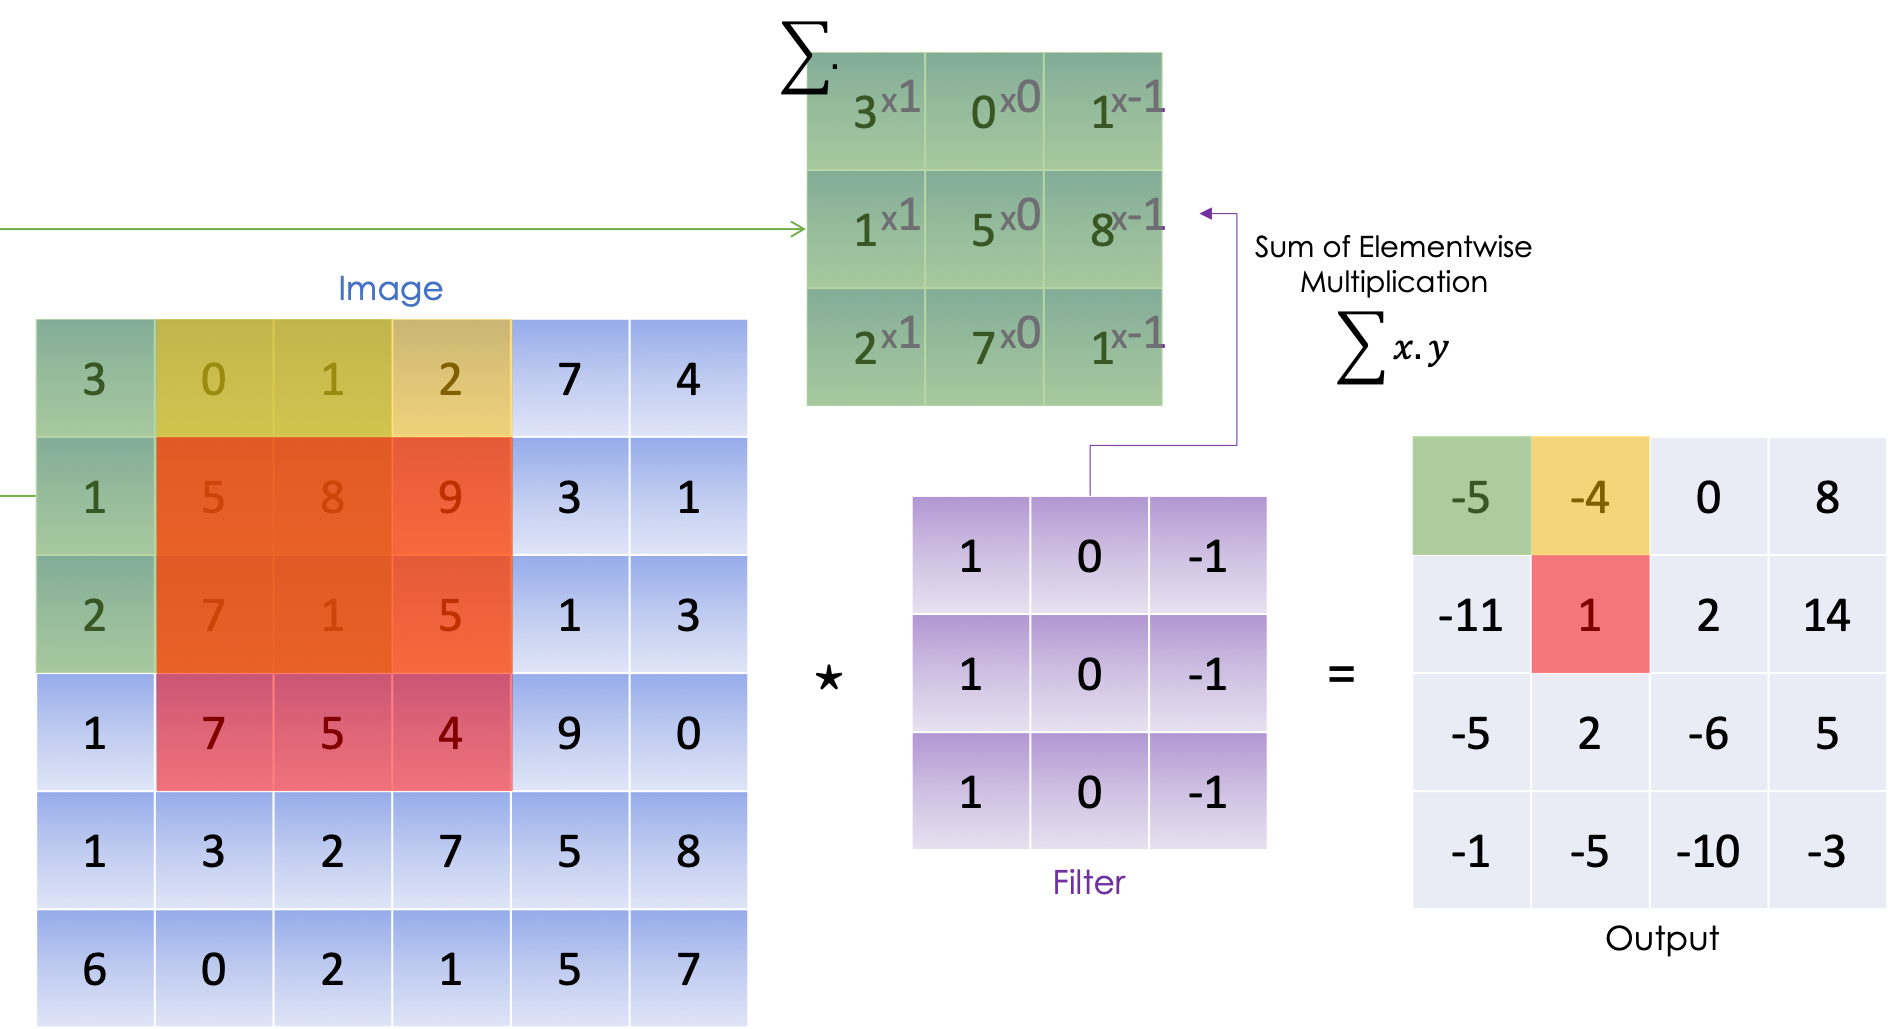 ∑.
3x1 0x0 1x-1
1x1 5x0 8x-1
2x1 7x0 1x-1
Sum of Elementwise
Multiplication
∑ x.y
Image
3 0 1 2 7 4
1 5 8 9 3 1
2 7 1 5 1 3
1 7 5 4 9 0
1 3 2 7 5 8
6 0 2 1 5 7
★
1 0 -1
1 0 -1
1 0 -1
Filter
=
-5 -4 0 8
-11 1 2 14
-5 2 -6 5
-1 -5 -10 -3
Output